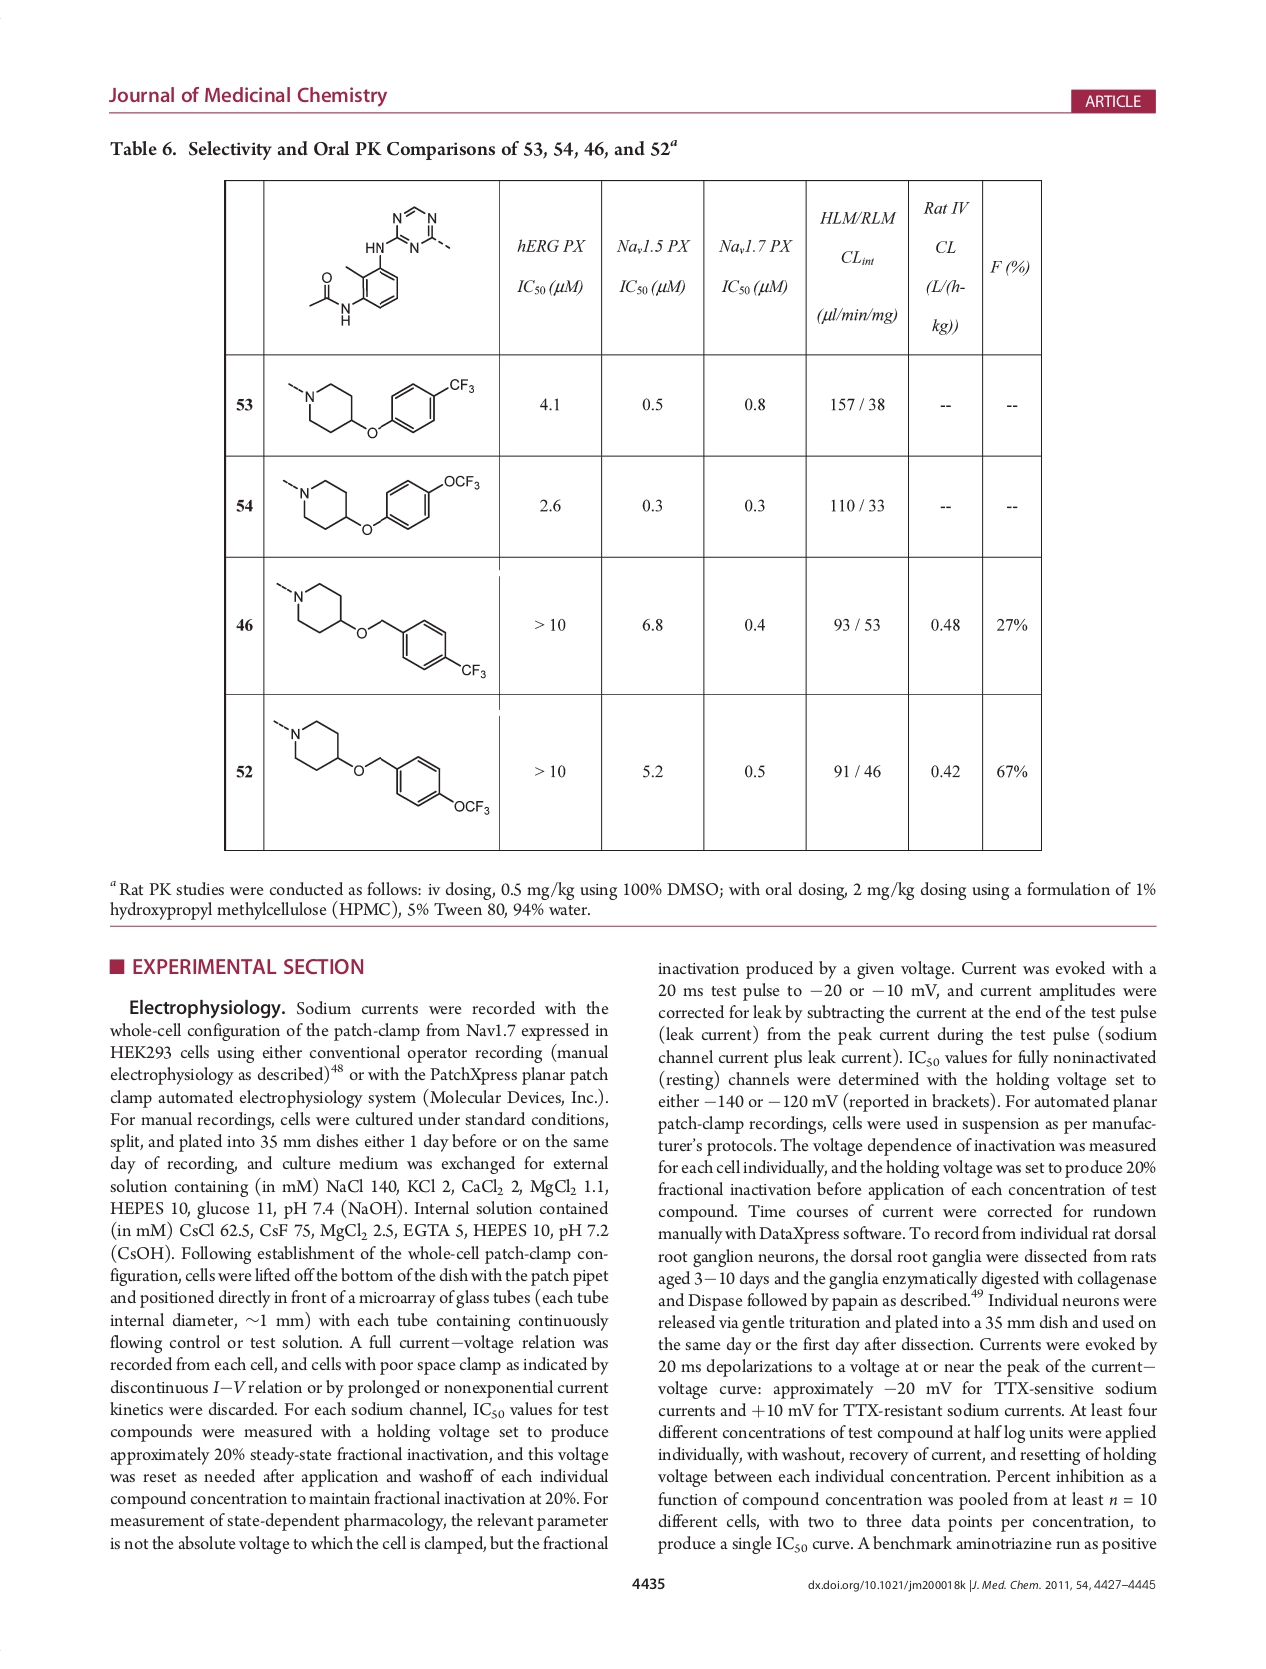 Journal of Medicinal Chemistry
ARTICLE
Table 6. Selectivity and Oral PK Comparisons of 53, 54, 46, and 52a
N N
HN N
O
N
H
hERG PX
IC50 (µM)
Nav1.5 PX
IC50 (µM)
Nav1.7 PX
IC50 (µM)
HLM/RLM
CLint
(µl/min/mg)
Rat IV
CL
(L/(h-
kg))
F (%)
53 N O CF3 4.1 0.5 0.8 157 / 38 -- --
54 N O OCF3 2.6 0.3 0.3 110 / 33 -- --
46 N O CF3 > 10 6.8 0.4 93 / 53 0.48 27%
52 N O OCF3 > 10 5.2 0.5 91 / 46 0.42 67%
a Rat PK studies were conducted as follows: iv dosing, 0.5 mg/kg using 100% DMSO; with oral dosing, 2 mg/kg dosing using a formulation of 1%
hydroxypropyl methylcellulose (HPMC), 5% Tween 80, 94% water.
■ EXPERIMENTAL SECTION
Electrophysiology. Sodium currents were recorded with the
whole-cell configuration of the patch-clamp from Nav1.7 expressed in
HEK293 cells using either conventional operator recording (manual
electrophysiology as described)48 or with the PatchXpress planar patch
clamp automated electrophysiology system (Molecular Devices, Inc.).
For manual recordings, cells were cultured under standard conditions,
split, and plated into 35 mm dishes either 1 day before or on the same
day of recording, and culture medium was exchanged for external
solution containing (in mM) NaCl 140, KCl 2, CaCl2 2, MgCl2 1.1,
HEPES 10, glucose 11, pH 7.4 (NaOH). Internal solution contained
(in mM) CsCl 62.5, CsF 75, MgCl2 2.5, EGTA 5, HEPES 10, pH 7.2
(CsOH). Following establishment of the whole-cell patch-clamp con-
figuration, cells were lifted off the bottom of the dish with the patch pipet
and positioned directly in front of a microarray of glass tubes (each tube
internal diameter, ∼1 mm) with each tube containing continuously
flowing control or test solution. A full current−voltage relation was
recorded from each cell, and cells with poor space clamp as indicated by
discontinuous I−V relation or by prolonged or nonexponential current
kinetics were discarded. For each sodium channel, IC50 values for test
compounds were measured with a holding voltage set to produce
approximately 20% steady-state fractional inactivation, and this voltage
was reset as needed after application and washoff of each individual
compound concentration to maintain fractional inactivation at 20%. For
measurement of state-dependent pharmacology, the relevant parameter
is not the absolute voltage to which the cell is clamped, but the fractional
inactivation produced by a given voltage. Current was evoked with a
20 ms test pulse to −20 or −10 mV, and current amplitudes were
corrected for leak by subtracting the current at the end of the test pulse
(leak current) from the peak current during the test pulse (sodium
channel current plus leak current). IC50 values for fully noninactivated
(resting) channels were determined with the holding voltage set to
either −140 or −120 mV (reported in brackets). For automated planar
patch-clamp recordings, cells were used in suspension as per manufac-
turer's protocols. The voltage dependence of inactivation was measured
for each cell individually, and the holding voltage was set to produce 20%
fractional inactivation before application of each concentration of test
compound. Time courses of current were corrected for rundown
manually with DataXpress software. To record from individual rat dorsal
root ganglion neurons, the dorsal root ganglia were dissected from rats
aged 3−10 days and the ganglia enzymatically digested with collagenase
and Dispase followed by papain as described.49 Individual neurons were
released via gentle trituration and plated into a 35 mm dish and used on
the same day or the first day after dissection. Currents were evoked by
20 ms depolarizations to a voltage at or near the peak of the current−
voltage curve: approximately −20 mV for TTX-sensitive sodium
currents and +10 mV for TTX-resistant sodium currents. At least four
different concentrations of test compound at half log units were applied
individually, with washout, recovery of current, and resetting of holding
voltage between each individual concentration. Percent inhibition as a
function of compound concentration was pooled from at least n = 10
different cells, with two to three data points per concentration, to
produce a single IC50 curve. A benchmark aminotriazine run as positive
4435
dx.doi.org/10.1021/jm200018k |J. Med. Chem. 2011, 54, 4427–4445